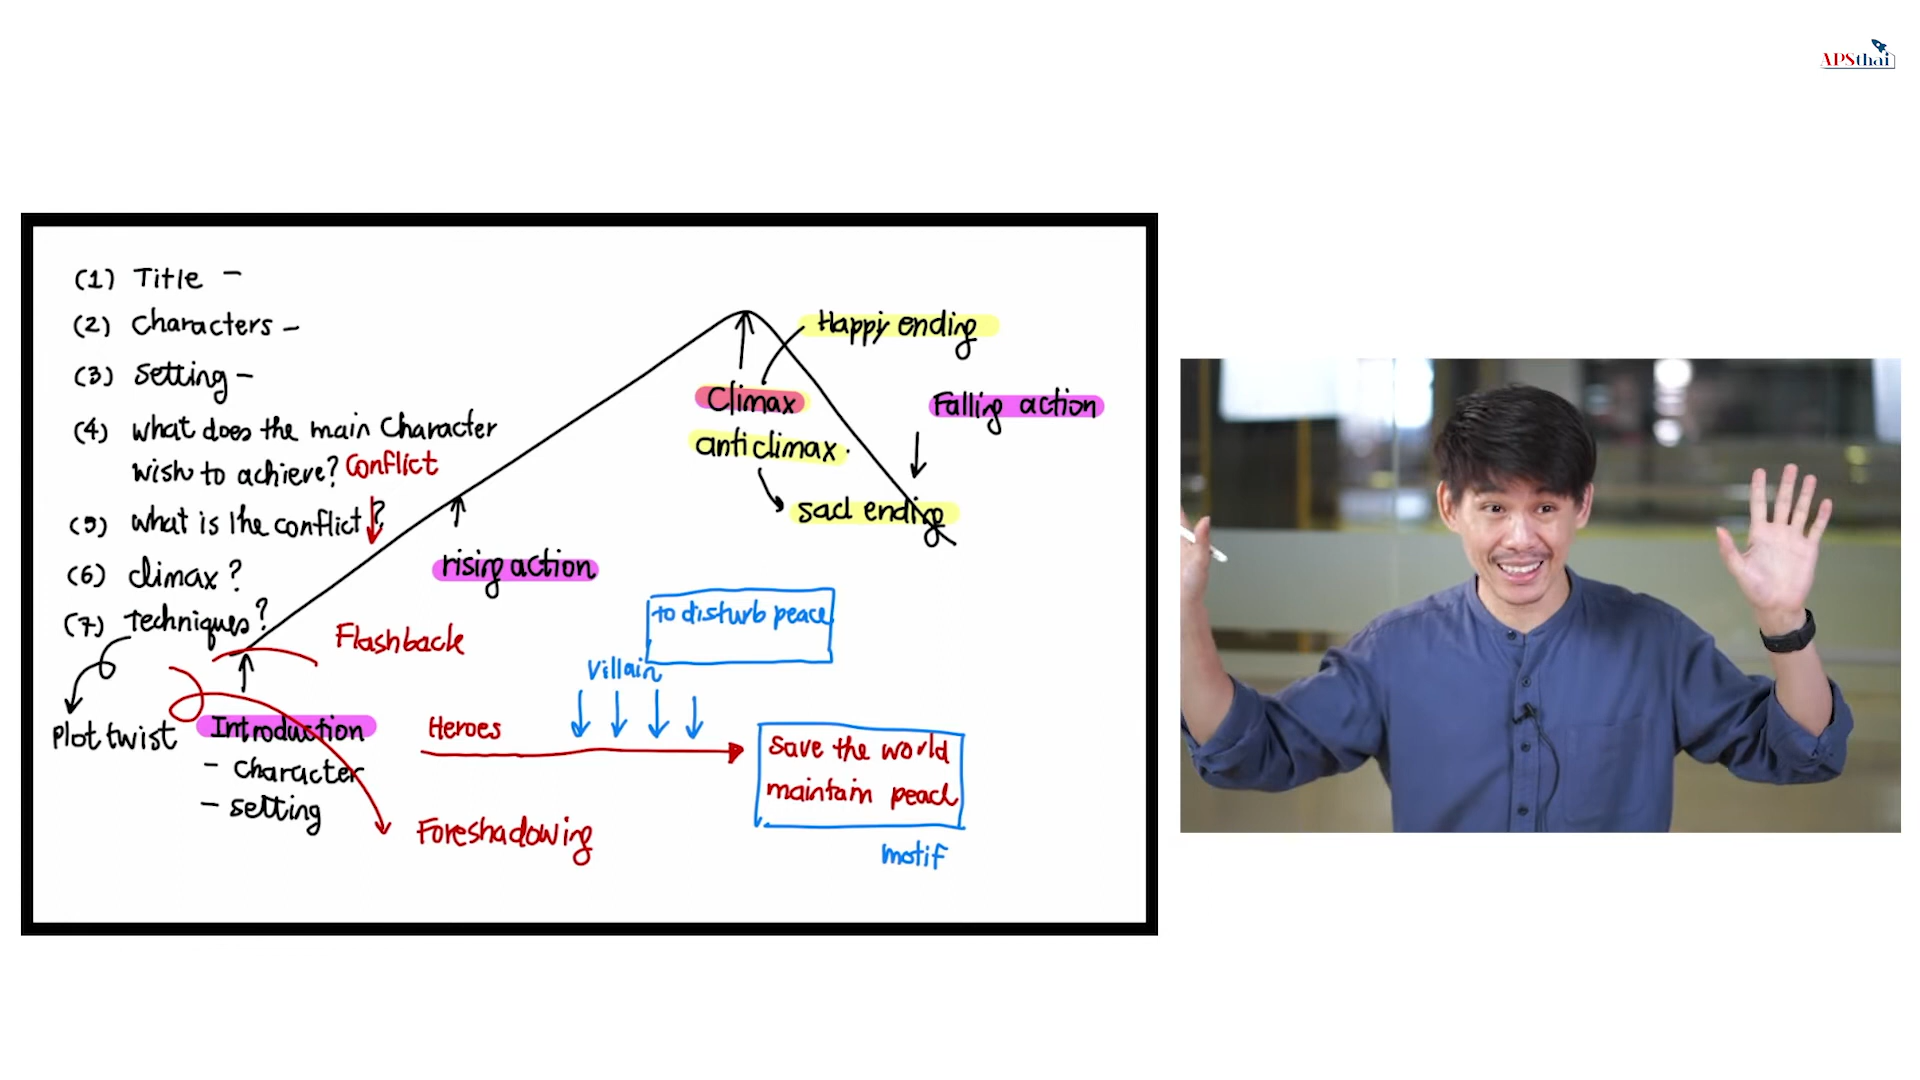 APSthai
(1) Title -
(2) Characters -
(3) Setting -
(4) what does the main Character
wish to achieve?
Conflict
(5) what is the conflict?
(6) climax?
(7) techniques?
Plot twist
Introduction
- Character
- setting
Flashback
Foreshadowing
rising action
Climax
anticlimax.
Happy ending
sad ending
Falling action
to disturb peace
Villain
Heroes
Save the world
maintain peace
motif